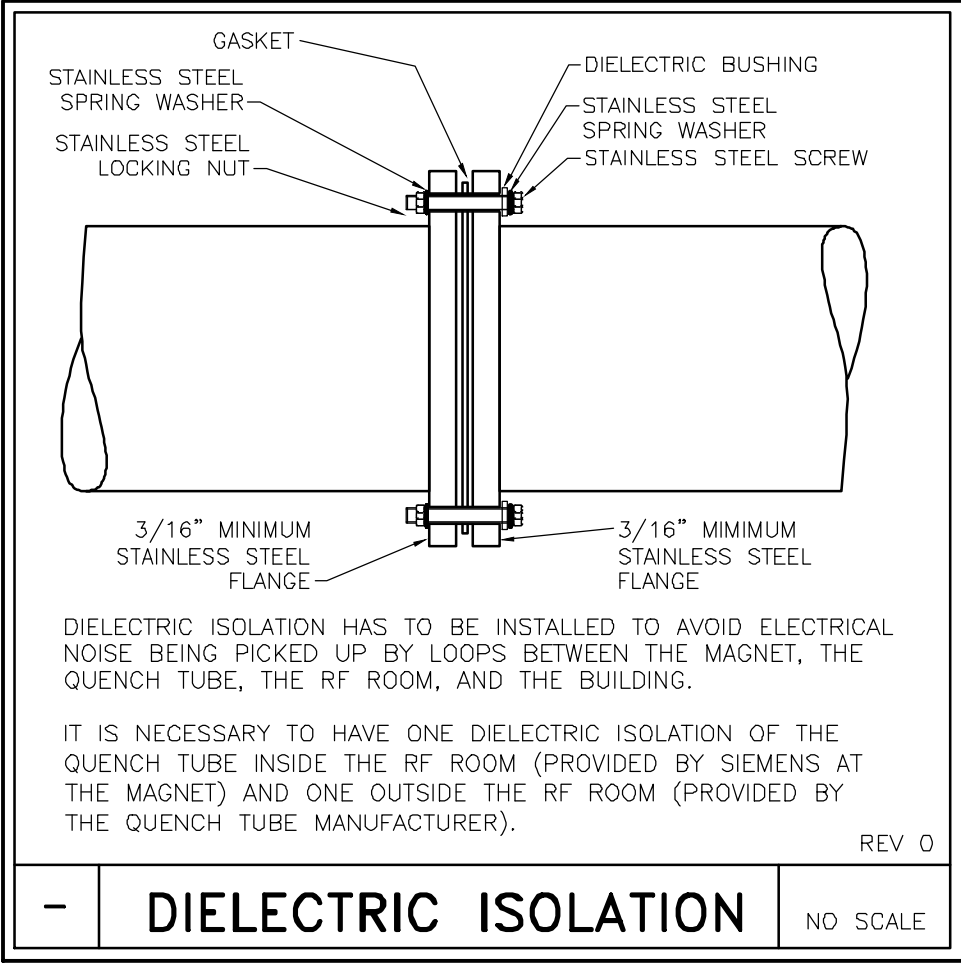 GASKET
STAINLESS STEEL
SPRING WASHER
STAINLESS STEEL
LOCKING NUT
DIELECTRIC BUSHING
STAINLESS STEEL
SPRING WASHER
STAINLESS STEEL SCREW
3/16” MINIMUM
STAINLESS STEEL
FLANGE
3/16” MIMIMUM
STAINLESS STEEL
FLANGE
DIELECTRIC ISOLATION HAS TO BE INSTALLED TO AVOID ELECTRICAL
NOISE BEING PICKED UP BY LOOPS BETWEEN THE MAGNET, THE
QUENCH TUBE, THE RF ROOM, AND THE BUILDING.
IT IS NECESSARY TO HAVE ONE DIELECTRIC ISOLATION OF THE
QUENCH TUBE INSIDE THE RF ROOM (PROVIDED BY SIEMENS AT
THE MAGNET) AND ONE OUTSIDE THE RF ROOM (PROVIDED BY
THE QUENCH TUBE MANUFACTURER).
REV 0
-
DIELECTRIC ISOLATION
NO SCALE